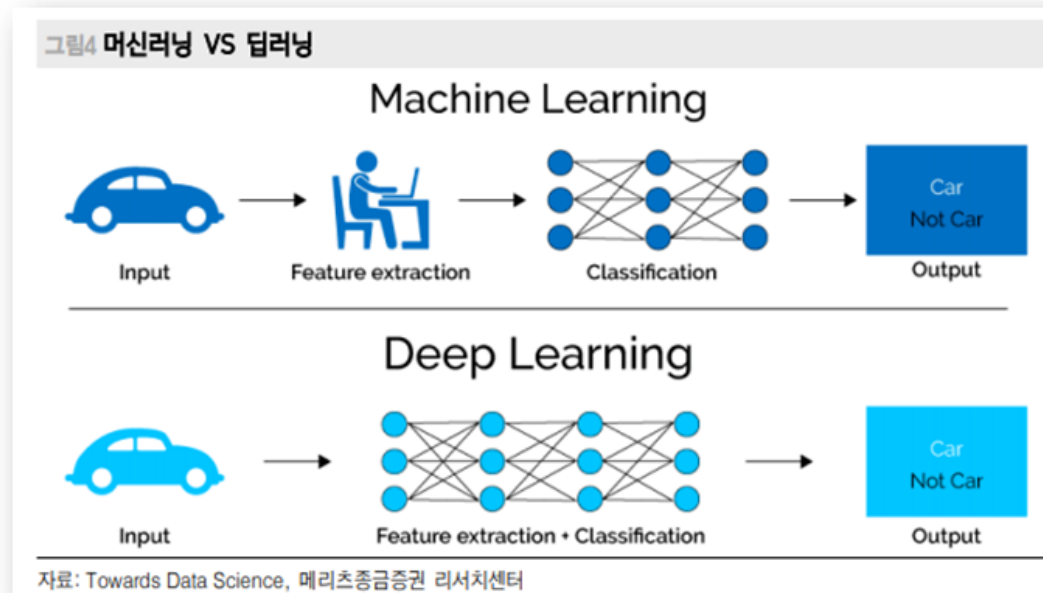 그림4 머신러닝 VS 딥러닝
Machine Learning
Car
Not Car
Input
Feature extraction
Classification
Output
Deep Learning
Car
Not Car
Input
Feature extraction + Classification
Output
자료: Towards Data Science, 메리츠종금증권 리서치센터